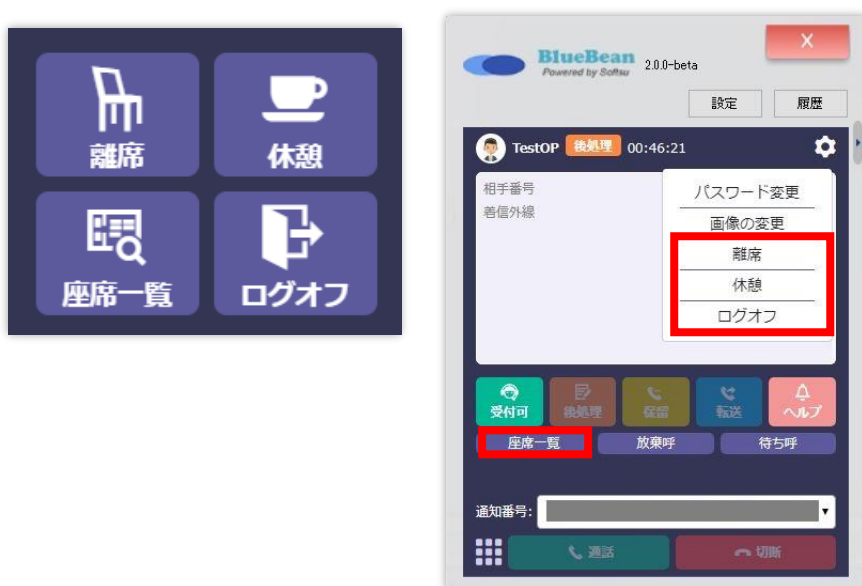 離席
休憩
座席一覧
ログオフ
BlueBean
Powered by Softsu
2.0.0-beta
X
設定
履歴
TestOP
後処理
00:46:21
相手番号
着信外線
パスワード変更
画像の変更
離席
休憩
ログオフ
受付可
後処理
保留
転送
ヘルプ
座席一覧
放棄呼
待ち呼
通知番号:
通話
切断